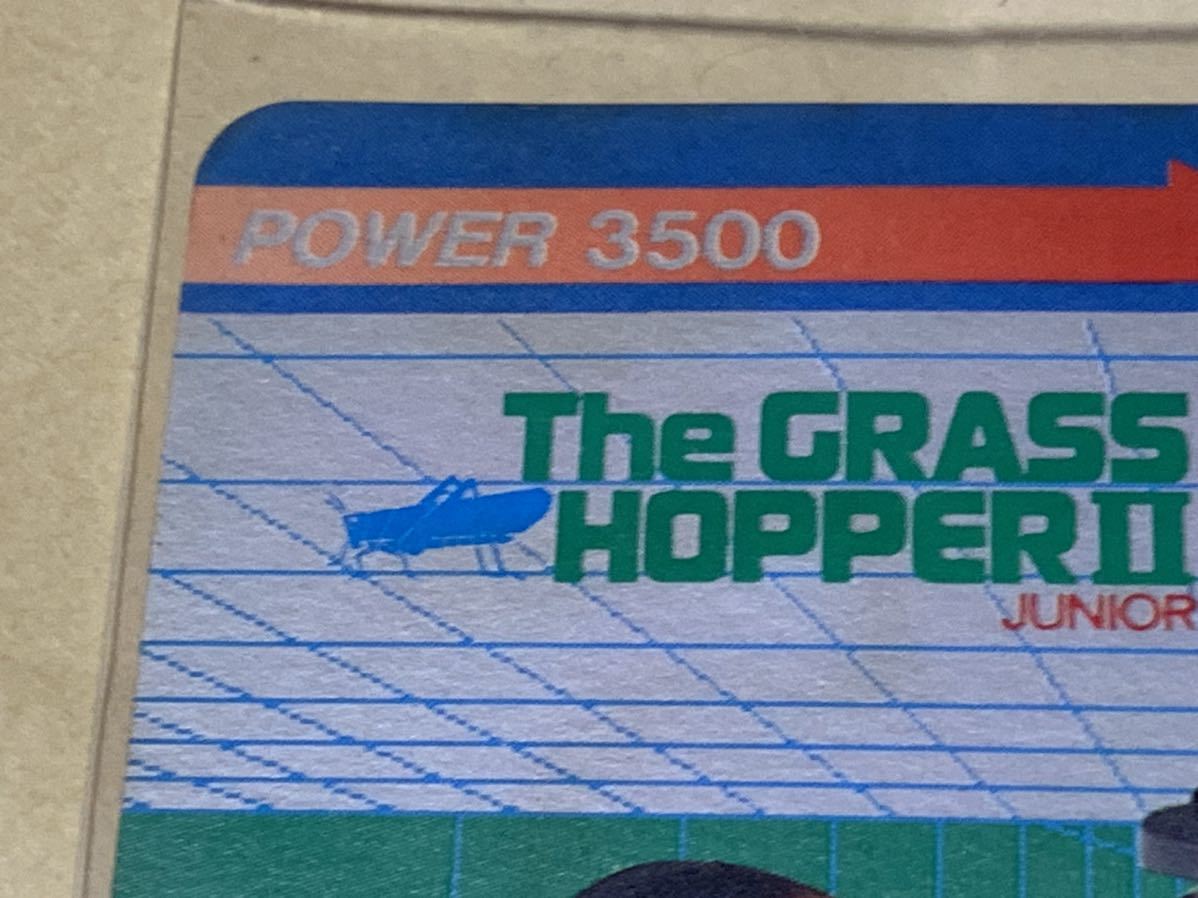 POWER 3500
The GRASS
HOPPER II
JUNIOR